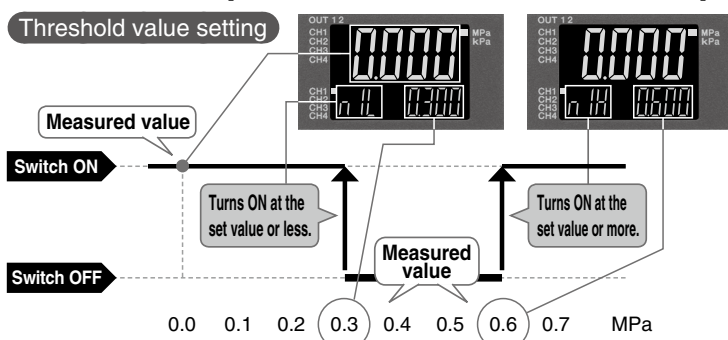 Threshold value setting
OUT 1 2
CH1
CH2
CH3
CH4
MPa
kPa
0.000
CH1
CH2
CH3
CH4
n1L
0.300
OUT 1 2
CH1
CH2
CH3
CH4
MPa
kPa
0.000
CH1
CH2
CH3
CH4
n1H
0.600
Measured value
Switch ON
Turns ON at the
set value or less.
Turns ON at the
set value or more.
Measured
value
Switch OFF
0.0 0.1 0.2 0.3 0.4 0.5 0.6 0.7 MPa